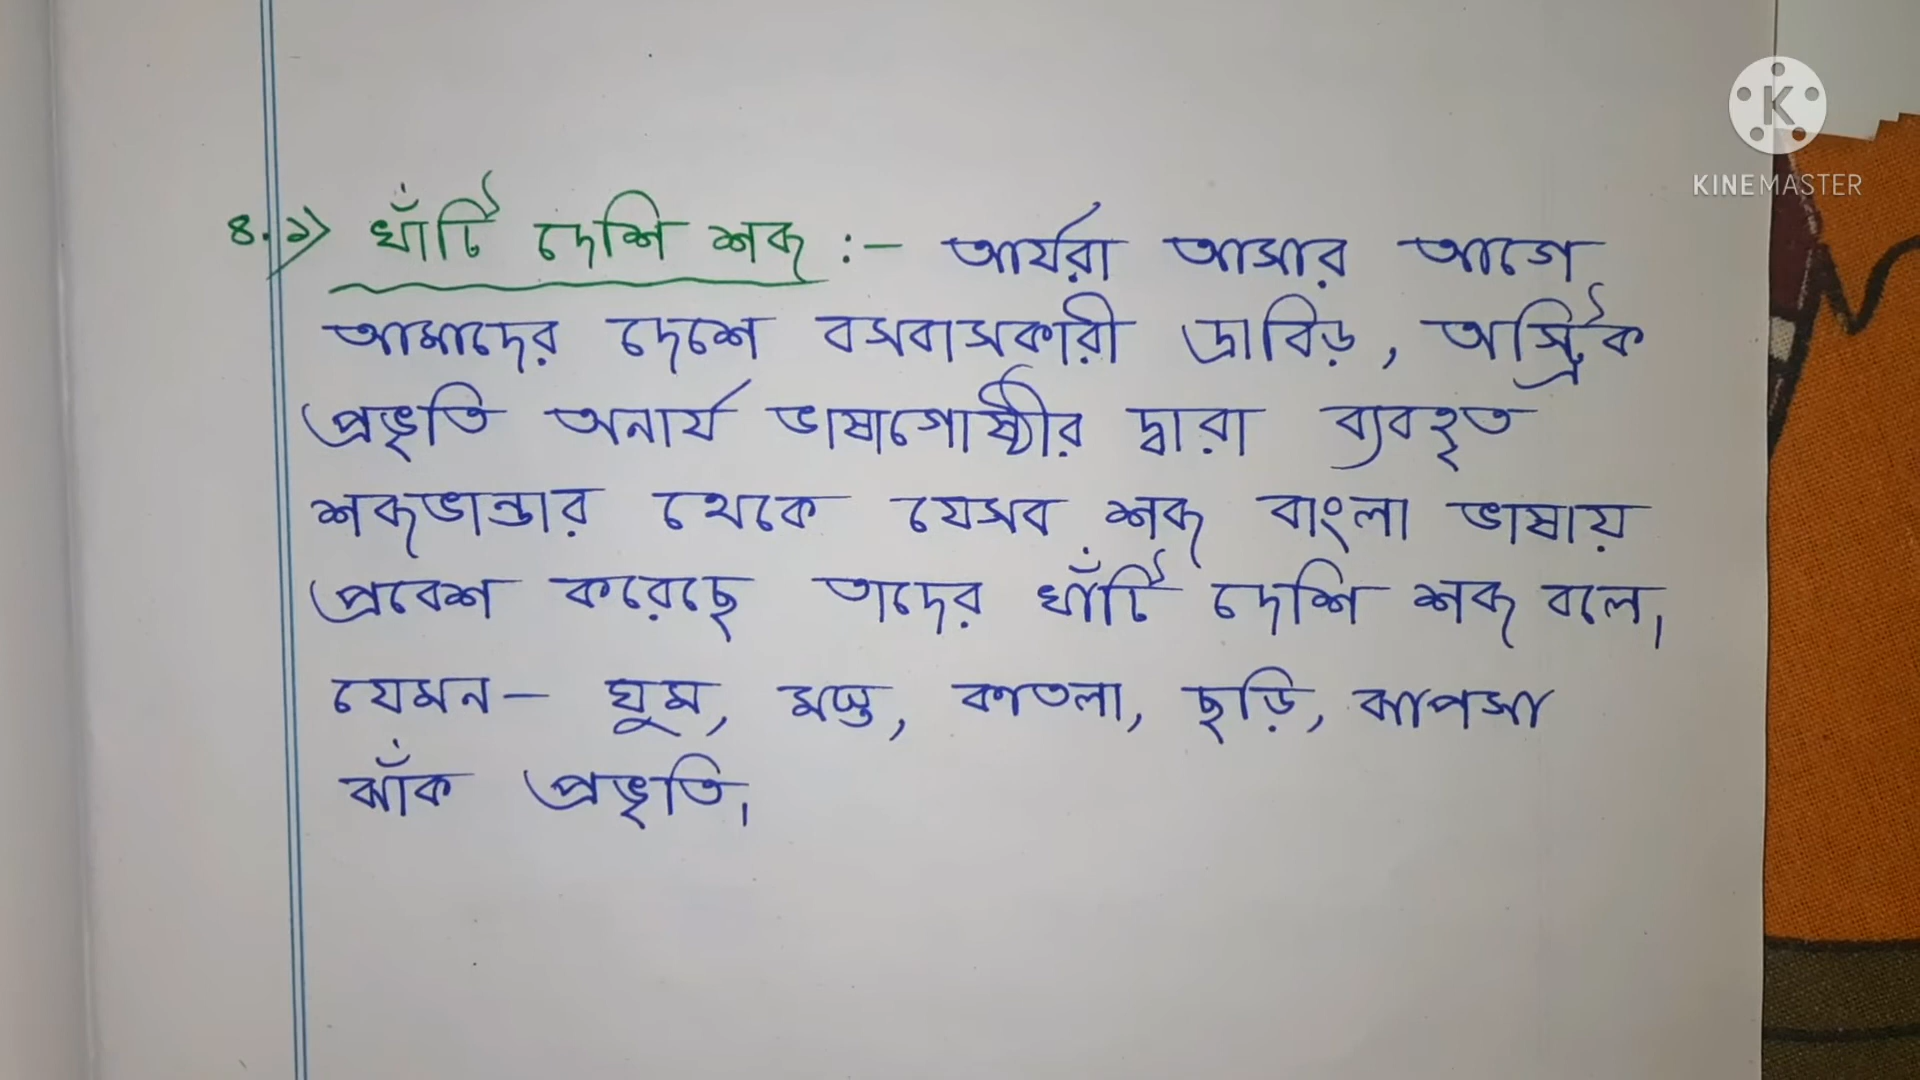 ৪.১» খাঁটি দেশি শব্দ :- আর্যরা আসার আগে
আমাদের দেশে বসবাসকারী দ্রাবিড়, অস্ট্রিক
প্রভৃতি অনার্য ভাষাগোষ্ঠীর দ্বারা ব্যবহৃত
শব্দভান্ডার থেকে যেসব শব্দ বাংলা ভাষায়
প্রবেশ করেছে তাদের খাঁটি দেশি শব্দ বলে।
যেমন- ঘুম, কাতলা, ছড়ি, ঝাপসা
ঝাঁক প্রভৃতি।
K
KINEMASTER